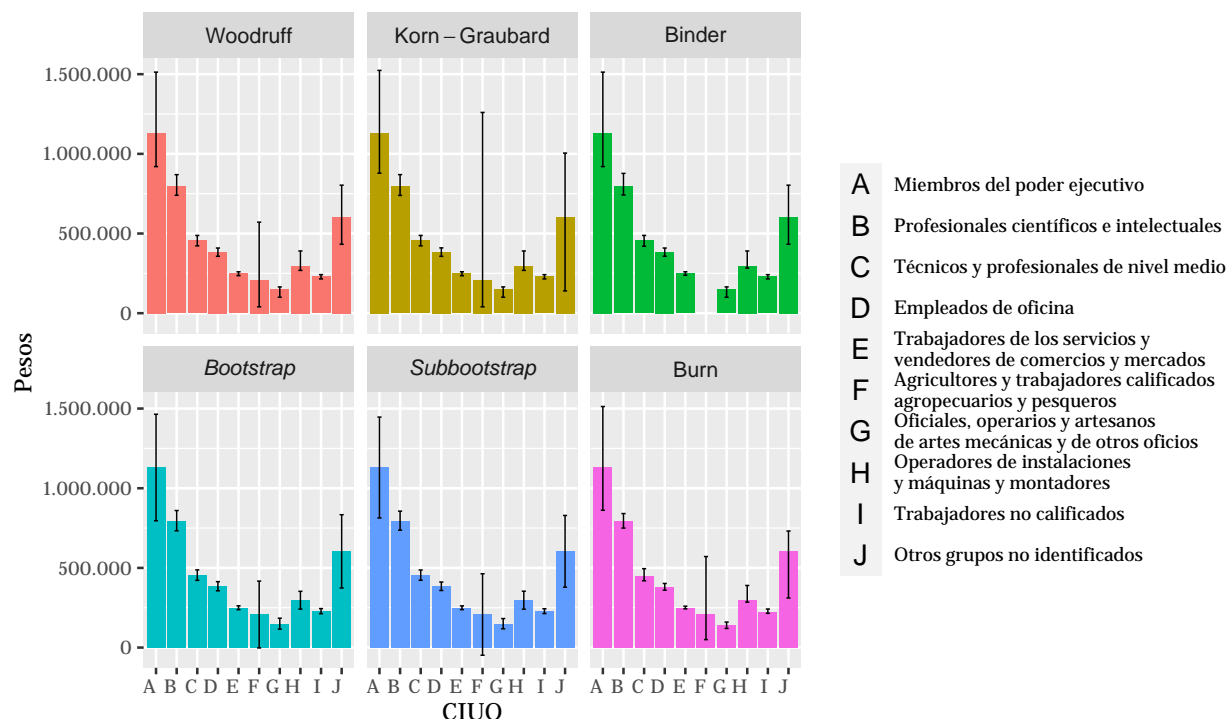 Woodruff
Korn – Graubard
Binder
1.500.000
1.000.000
500.000
0
Bootstrap
Subbootstrap
Burn
1.500.000
1.000.000
500.000
0
Pesos
A B C D E F G H I J
A B C D E F G H I J
A B C D E F G H I J
CIUO
A Miembros del poder ejecutivo
B Profesionales científicos e intelectuales
C Técnicos y profesionales de nivel medio
D Empleados de oficina
E Trabajadores de los servicios y
vendedores de comercios y mercados
F Agricultores y trabajadores calificados
agropecuarios y pesqueros
G Oficiales, operarios y artesanos
de artes mecánicas y de otros oficios
H Operadores de instalaciones
y máquinas y montadores
I Trabajadores no calificados
J Otros grupos no identificados